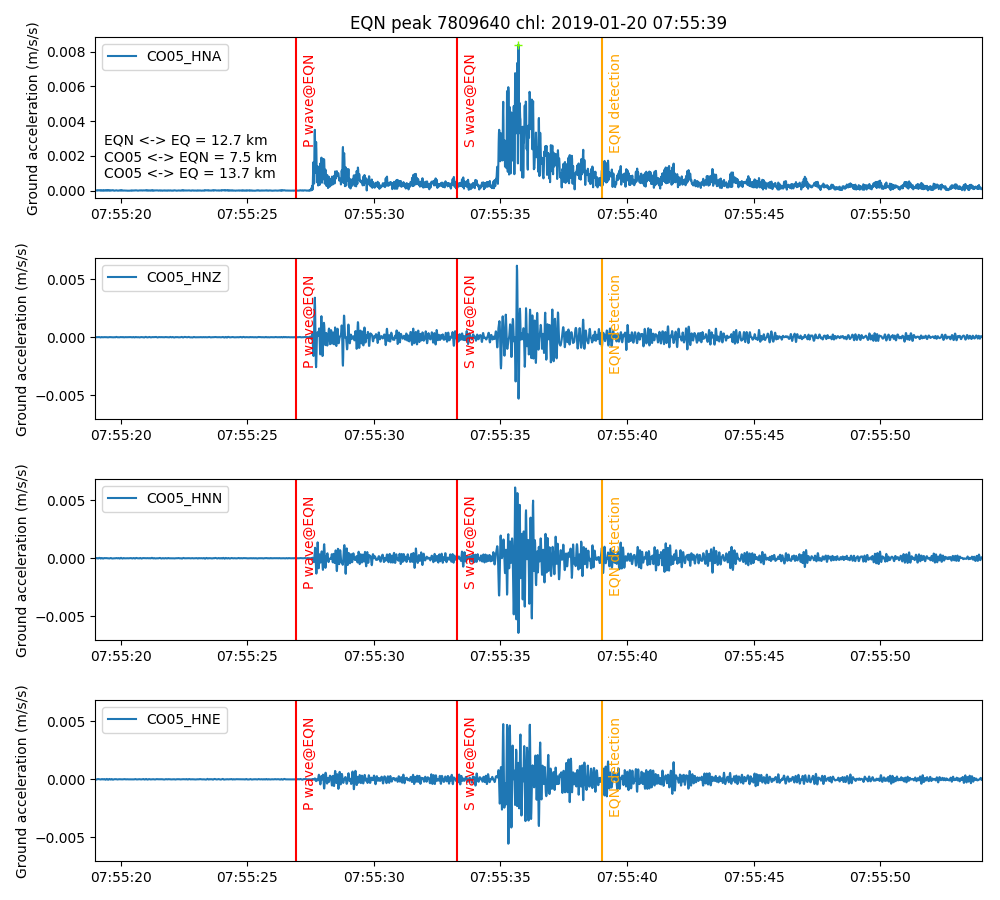 EQN peak 7809640 chl: 2019-01-20 07:55:39
Ground acceleration (m/s/s)
0.008
0.006
0.004
0.002
0.000
CO05_HNA
P wave@EQN
S wave@EQN
EQN detection
EQN <-> EQ = 12.7 km
CO05 <-> EQN = 7.5 km
CO05 <-> EQ = 13.7 km
07:55:20 07:55:25 07:55:30 07:55:35 07:55:40 07:55:45 07:55:50
Ground acceleration (m/s/s)
0.005
0.000
−0.005
CO05_HNZ
P wave@EQN
S wave@EQN
EQN detection
07:55:20 07:55:25 07:55:30 07:55:35 07:55:40 07:55:45 07:55:50
Ground acceleration (m/s/s)
0.005
0.000
−0.005
CO05_HNN
P wave@EQN
S wave@EQN
EQN detection
07:55:20 07:55:25 07:55:30 07:55:35 07:55:40 07:55:45 07:55:50
Ground acceleration (m/s/s)
0.005
0.000
−0.005
CO05_HNE
P wave@EQN
S wave@EQN
EQN detection
07:55:20 07:55:25 07:55:30 07:55:35 07:55:40 07:55:45 07:55:50